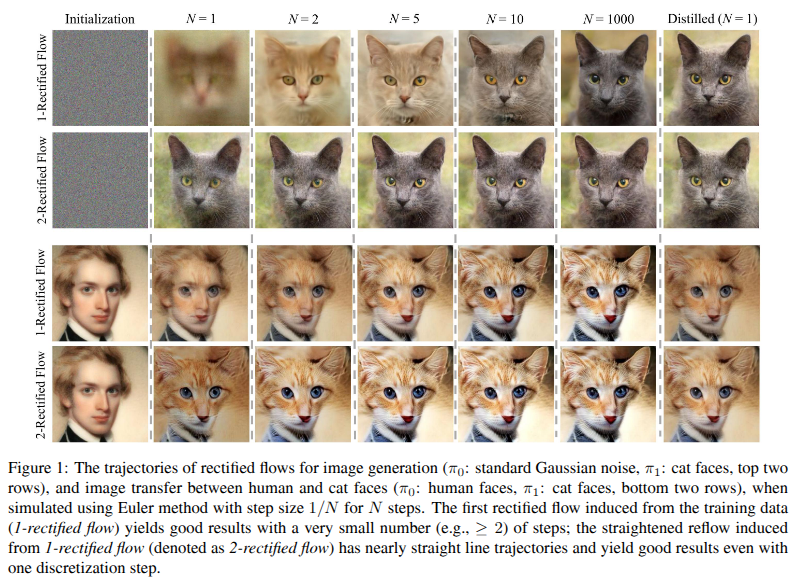 Initialization N = 1 N = 2 N = 5 N = 10 N = 1000 Distilled (N = 1)
1-Rectified Flow
2-Rectified Flow
1-Rectified Flow
2-Rectified Flow
Figure 1: The trajectories of rectified flows for image generation (π₀: standard Gaussian noise, π₁: cat faces, top two
rows), and image transfer between human and cat faces (π₀: human faces, π₁: cat faces, bottom two rows), when
simulated using Euler method with step size 1/N for N steps. The first rectified flow induced from the training data
(1-rectified flow) yields good results with a very small number (e.g., ≥ 2) of steps; the straightened reflow induced
from 1-rectified flow (denoted as 2-rectified flow) has nearly straight line trajectories and yield good results even with
one discretization step.